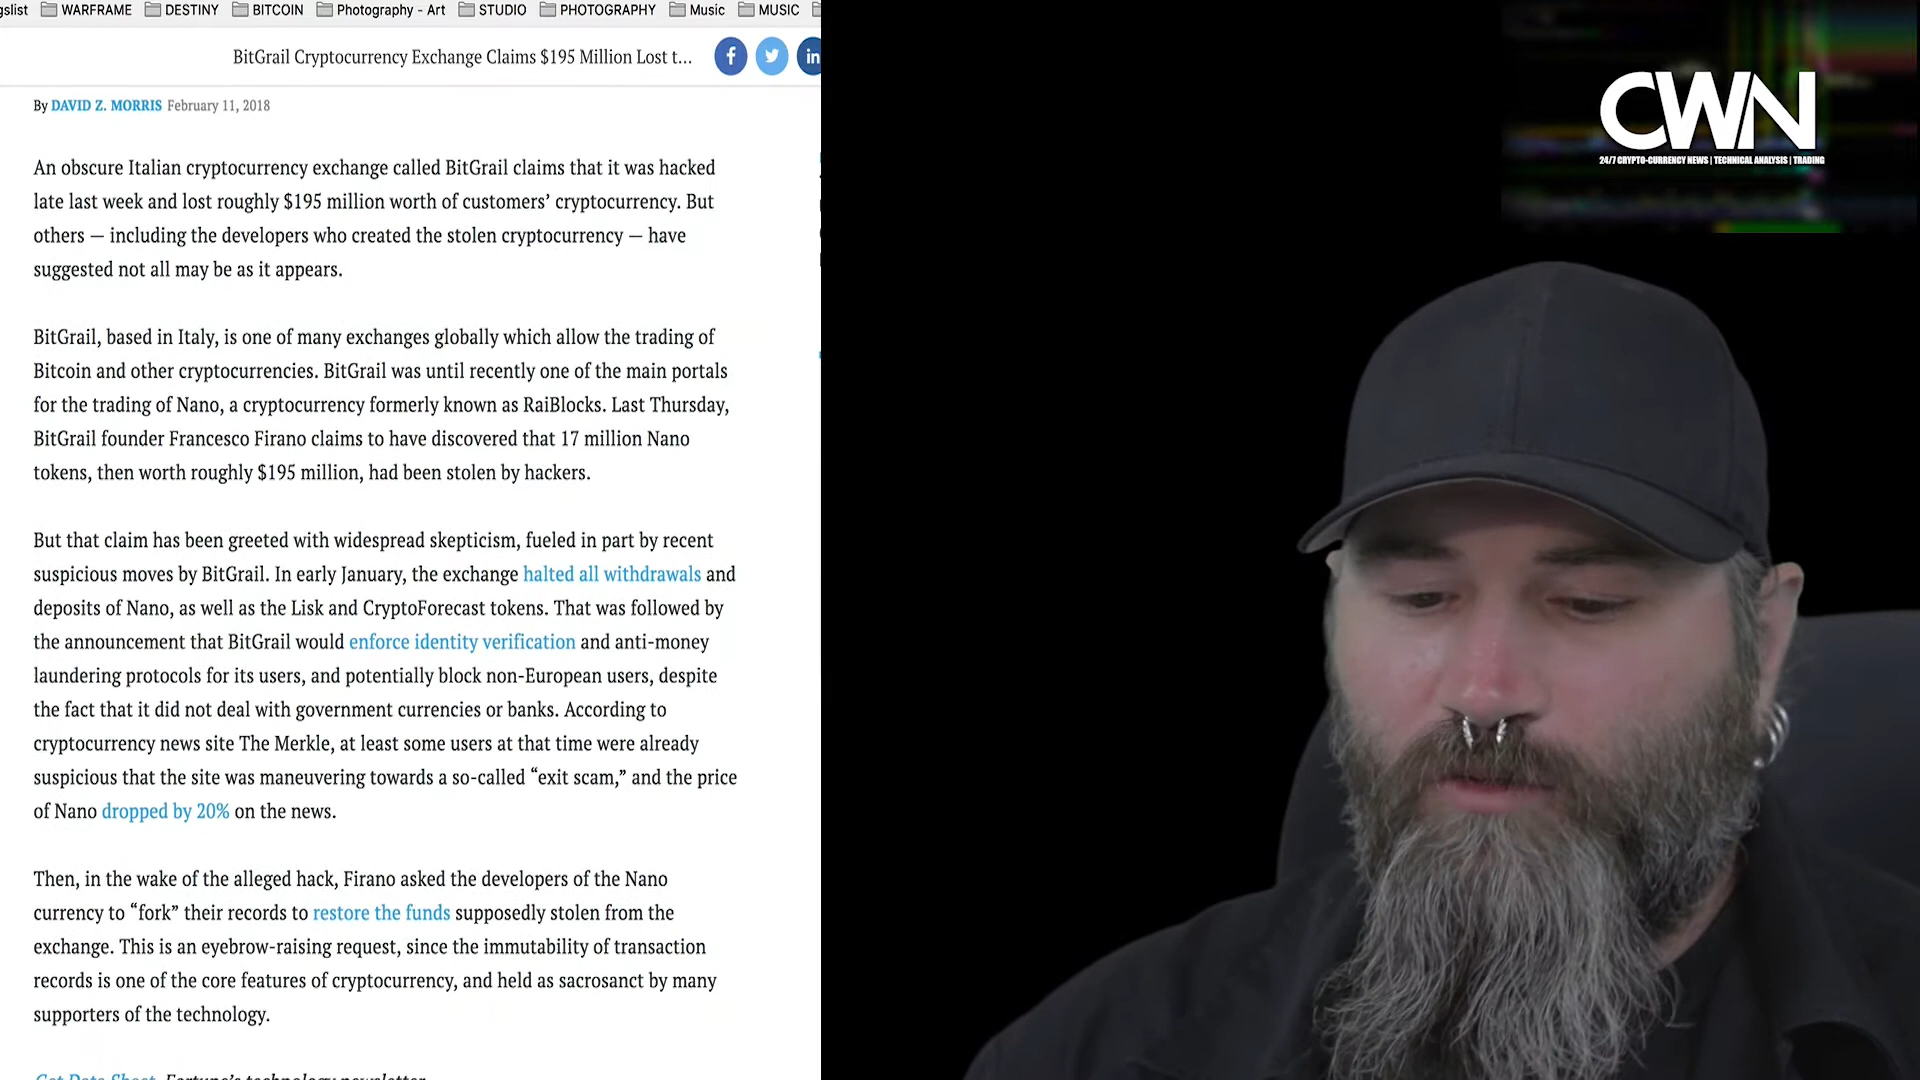 gslist WARFRAME DESTINY BITCOIN Photography - Art STUDIO PHOTOGRAPHY Music MUSIC
BitGrail Cryptocurrency Exchange Claims $195 Million Lost t...
f
in
By DAVID Z. MORRIS February 11, 2018
An obscure Italian cryptocurrency exchange called BitGrail claims that it was hacked
late last week and lost roughly $195 million worth of customers’ cryptocurrency. But
others — including the developers who created the stolen cryptocurrency — have
suggested not all may be as it appears.
BitGrail, based in Italy, is one of many exchanges globally which allow the trading of
Bitcoin and other cryptocurrencies. BitGrail was until recently one of the main portals
for the trading of Nano, a cryptocurrency formerly known as RaiBlocks. Last Thursday,
BitGrail founder Francesco Firano claims to have discovered that 17 million Nano
tokens, then worth roughly $195 million, had been stolen by hackers.
But that claim has been greeted with widespread skepticism, fueled in part by recent
suspicious moves by BitGrail. In early January, the exchange halted all withdrawals and
deposits of Nano, as well as the Lisk and CryptoForecast tokens. That was followed by
the announcement that BitGrail would enforce identity verification and anti-money
laundering protocols for its users, and potentially block non-European users, despite
the fact that it did not deal with government currencies or banks. According to
cryptocurrency news site The Merkle, at least some users at that time were already
suspicious that the site was maneuvering towards a so-called “exit scam,” and the price
of Nano dropped by 20% on the news.
Then, in the wake of the alleged hack, Firano asked the developers of the Nano
currency to “fork” their records to restore the funds supposedly stolen from the
exchange. This is an eyebrow-raising request, since the immutability of transaction
records is one of the core features of cryptocurrency, and held as sacrosanct by many
supporters of the technology.
Get Data Sheet, Fortune’s technology newsletter.
CWN
24/7 CRYPTO-CURRENCY NEWS | TECHNICAL ANALYSIS | TRADING